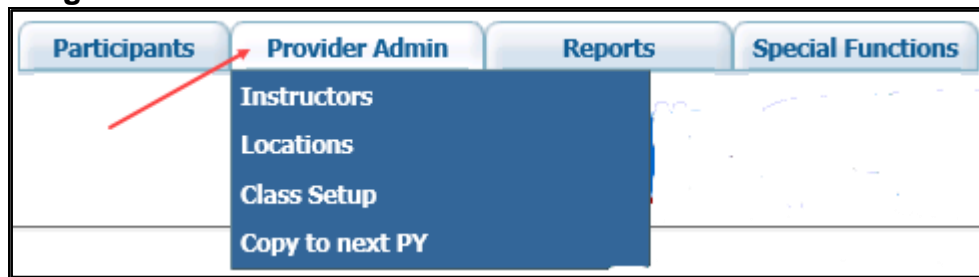 Participants Provider Admin Reports Special Functions
Instructors
Locations
Class Setup
Copy to next PY